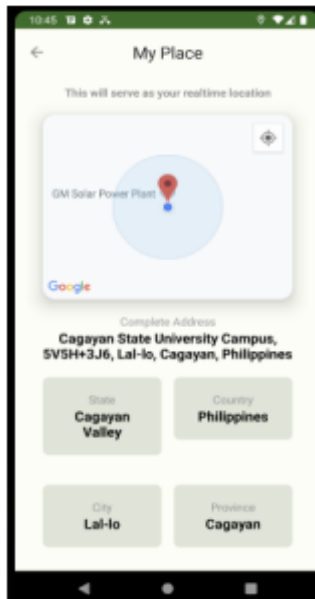 10:45
My Place
This will serve as your realtime location
GM Solar Power Plant
Google
Complete Address
Cagayan State University Campus,
5V5H+3J6, Lal-lo, Cagayan, Philippines
State
Cagayan
Valley
Country
Philippines
City
Lal-lo
Province
Cagayan